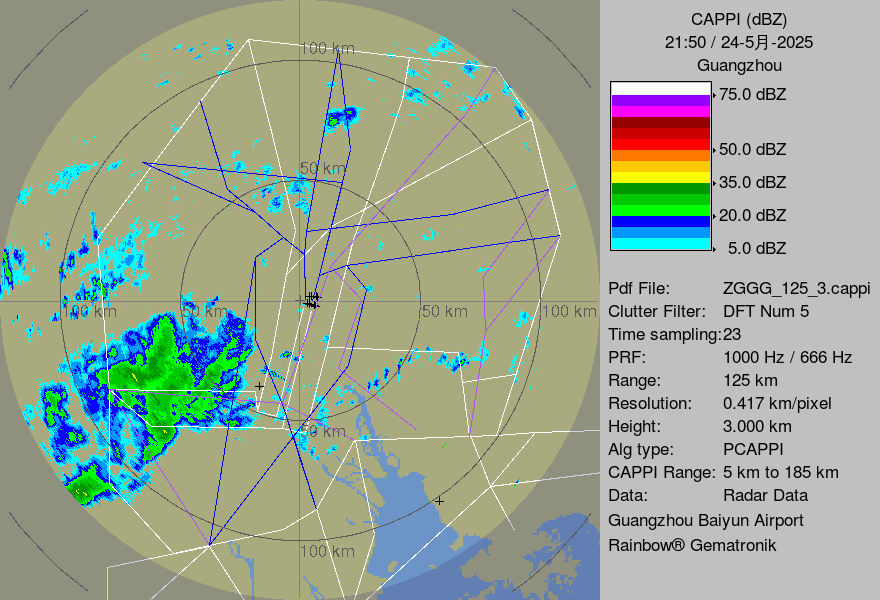 CAPPI (dBZ)
21:50 / 24-5月-2025
Guangzhou
75.0 dBZ
50.0 dBZ
35.0 dBZ
20.0 dBZ
5.0 dBZ
Pdf File: ZGGG_125_3.cappi
Clutter Filter: DFT Num 5
Time sampling:23
PRF: 1000 Hz / 666 Hz
Range: 125 km
Resolution: 0.417 km/pixel
Height: 3.000 km
Alg type: PCAPPI
CAPPI Range: 5 km to 185 km
Data: Radar Data
Guangzhou Baiyun Airport
Rainbow® Gematronik
100 km
50 km
100 km
50 km
50 km
100 km
50 km
100 km